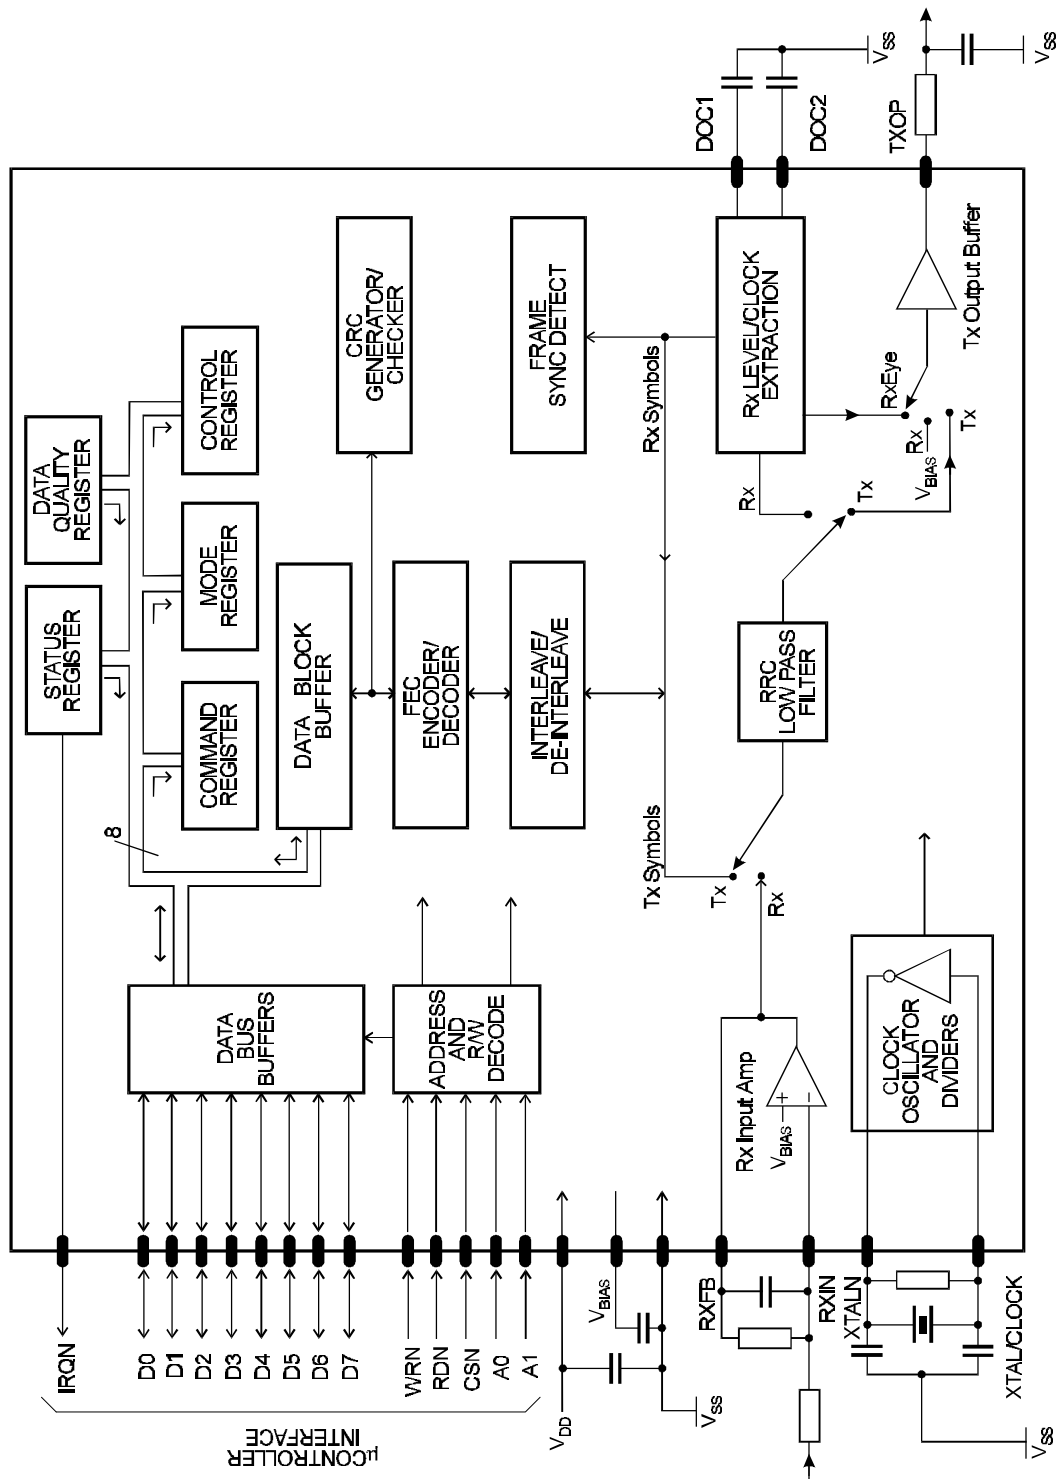 µCONTROLLER
INTERFACE
IRQN
D0
D1
D2
D3
D4
D5
D6
D7
WRN
RDN
CSN
A0
A1
VDD
VBIAS
VSS
RXFB
RXIN
XTALN
XTAL/CLOCK
VSS
DATA
BUS
BUFFERS
ADDRESS
AND
R/W
DECODE
Rx Input Amp
VBIAS
+
−
CLOCK
OSCILLATOR
AND
DIVIDERS
8
STATUS
REGISTER
DATA
QUALITY
REGISTER
COMMAND
REGISTER
MODE
REGISTER
CONTROL
REGISTER
DATA BLOCK
BUFFER
CRC
GENERATOR/
CHECKER
FEC
ENCODER/
DECODER
INTERLEAVE/
DE-INTERLEAVE
FRAME
SYNC DETECT
Tx Symbols
Rx Symbols
Tx
Rx
RRC
LOW PASS
FILTER
Rx
Tx
Rx LEVEL/CLOCK
EXTRACTION
RxEye
Rx
VBIAS
Tx
Tx Output Buffer
DOC1
DOC2
VSS
TXOP
VSS